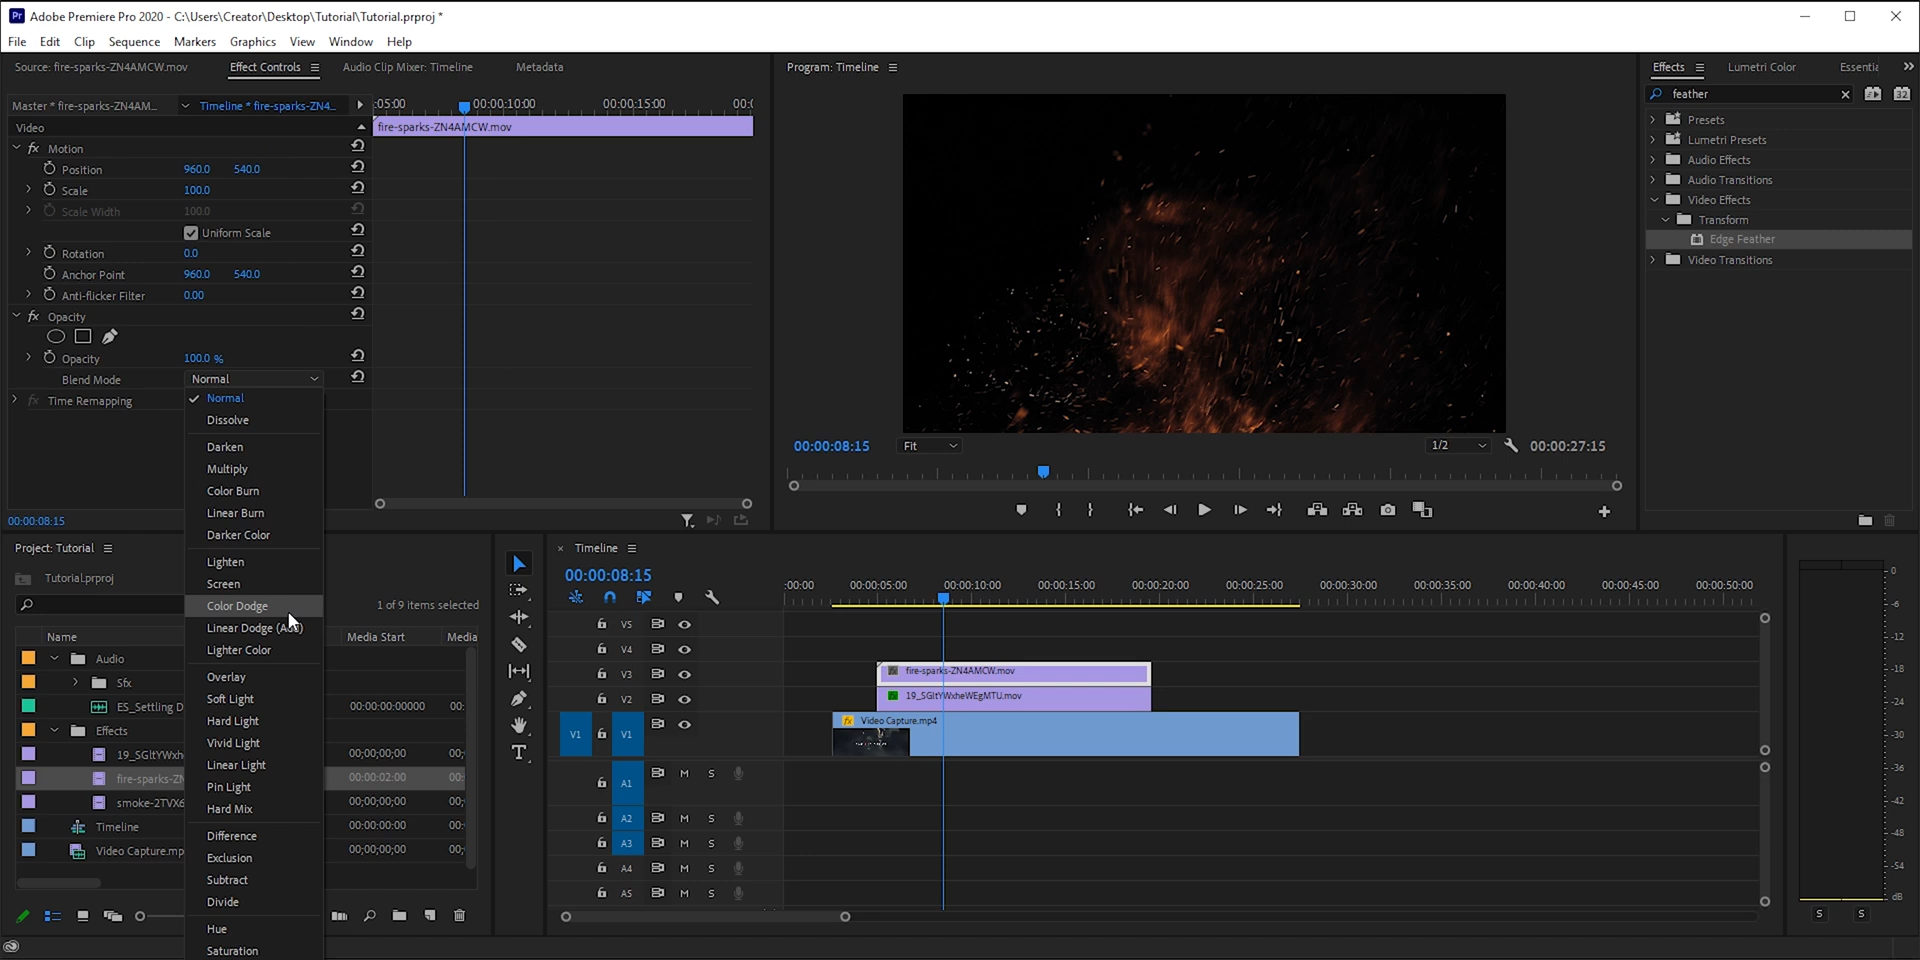 Adobe Premiere Pro 2020 - C:\Users\Creator\Desktop\Tutorial\Tutorial.prproj *
File Edit Clip Sequence Markers Graphics View Window Help
Source: fire-sparks-ZN4AMCW.mov Effect Controls Audio Clip Mixer: Timeline Metadata
Master * fire-sparks-ZN4AM... Timeline * fire-sparks-ZN4...
:05:00 00:00:10:00 00:00:15:00 00:(
Video
fire-sparks-ZN4AMCW.mov
fx Motion
Position 960.0 540.0
Scale 100.0
Scale Width 100.0
Uniform Scale
Rotation 0.0
Anchor Point 960.0 540.0
Anti-flicker Filter 0.00
fx Opacity
Opacity 100.0 %
Blend Mode Normal
fx Time Remapping
Normal
Dissolve
Darken
Multiply
Color Burn
Linear Burn
Darker Color
Lighten
Screen
Color Dodge
Linear Dodge (Add)
Lighter Color
Overlay
Soft Light
Hard Light
Vivid Light
Linear Light
Pin Light
Hard Mix
Difference
Exclusion
Subtract
Divide
Hue
Saturation
00:00:08:15
Program: Timeline
00:00:08:15 Fit 1/2 00:00:27:15
Effects Lumetri Color Essentia
feather 32
Presets
Lumetri Presets
Audio Effects
Audio Transitions
Video Effects
Transform
Edge Feather
Video Transitions
Project: Tutorial
Tutorial.prproj
1 of 9 items selected
Name Media Start Media
Audio
Sfx
ES_Settling D 00:00:00:00000 00:
Effects
19_SGltYWxh 00;00;00;00 00;
fire-sparks-ZN 00:00:02:00 00:
smoke-2TVX6 00;00;00;00 00;
Timeline 00:00:00:00 00:
Video Capture.mp 00;00;00;00 00;
Timeline
00:00:08:15
:00:00 00:00:05:00 00:00:10:00 00:00:15:00 00:00:20:00 00:00:25:00 00:00:30:00 00:00:35:00 00:00:40:00 00:00:45:00 00:00:50:00
V5
V4
V3 fire-sparks-ZN4AMCW.mov
V2 19_SGltYWxheWEgMTU.mov
V1 V1 fx Video Capture.mp4
A1 M S
A2 M S
A3 M S
A4 M S
A5 M S
0
-6
-12
-18
-24
-30
-36
-42
-48
-54
dB
S S